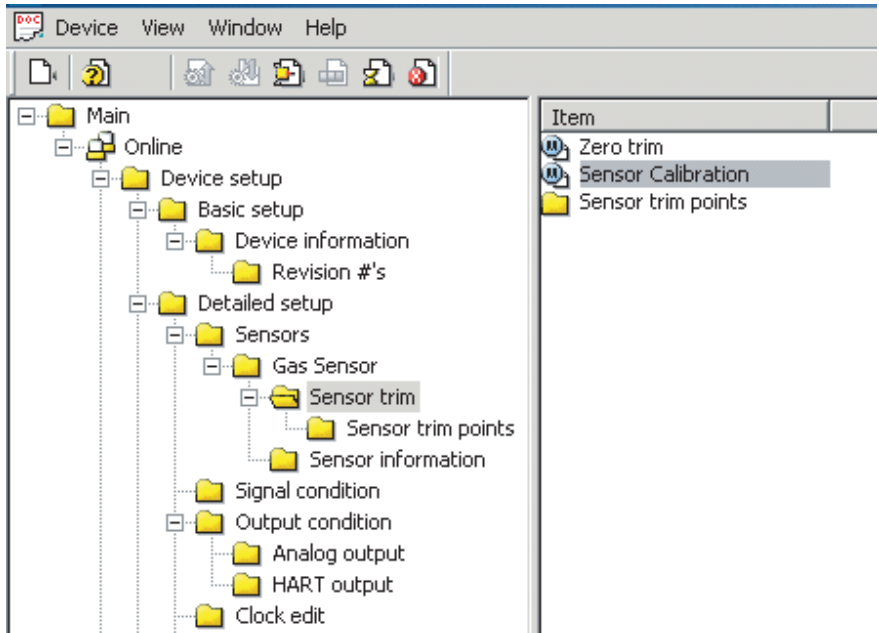 DOC
Device View Window Help
Main
Online
Device setup
Basic setup
Device information
Revision #'s
Detailed setup
Sensors
Gas Sensor
Sensor trim
Sensor trim points
Sensor information
Signal condition
Output condition
Analog output
HART output
Clock edit
Item
M Zero trim
M Sensor Calibration
Sensor trim points